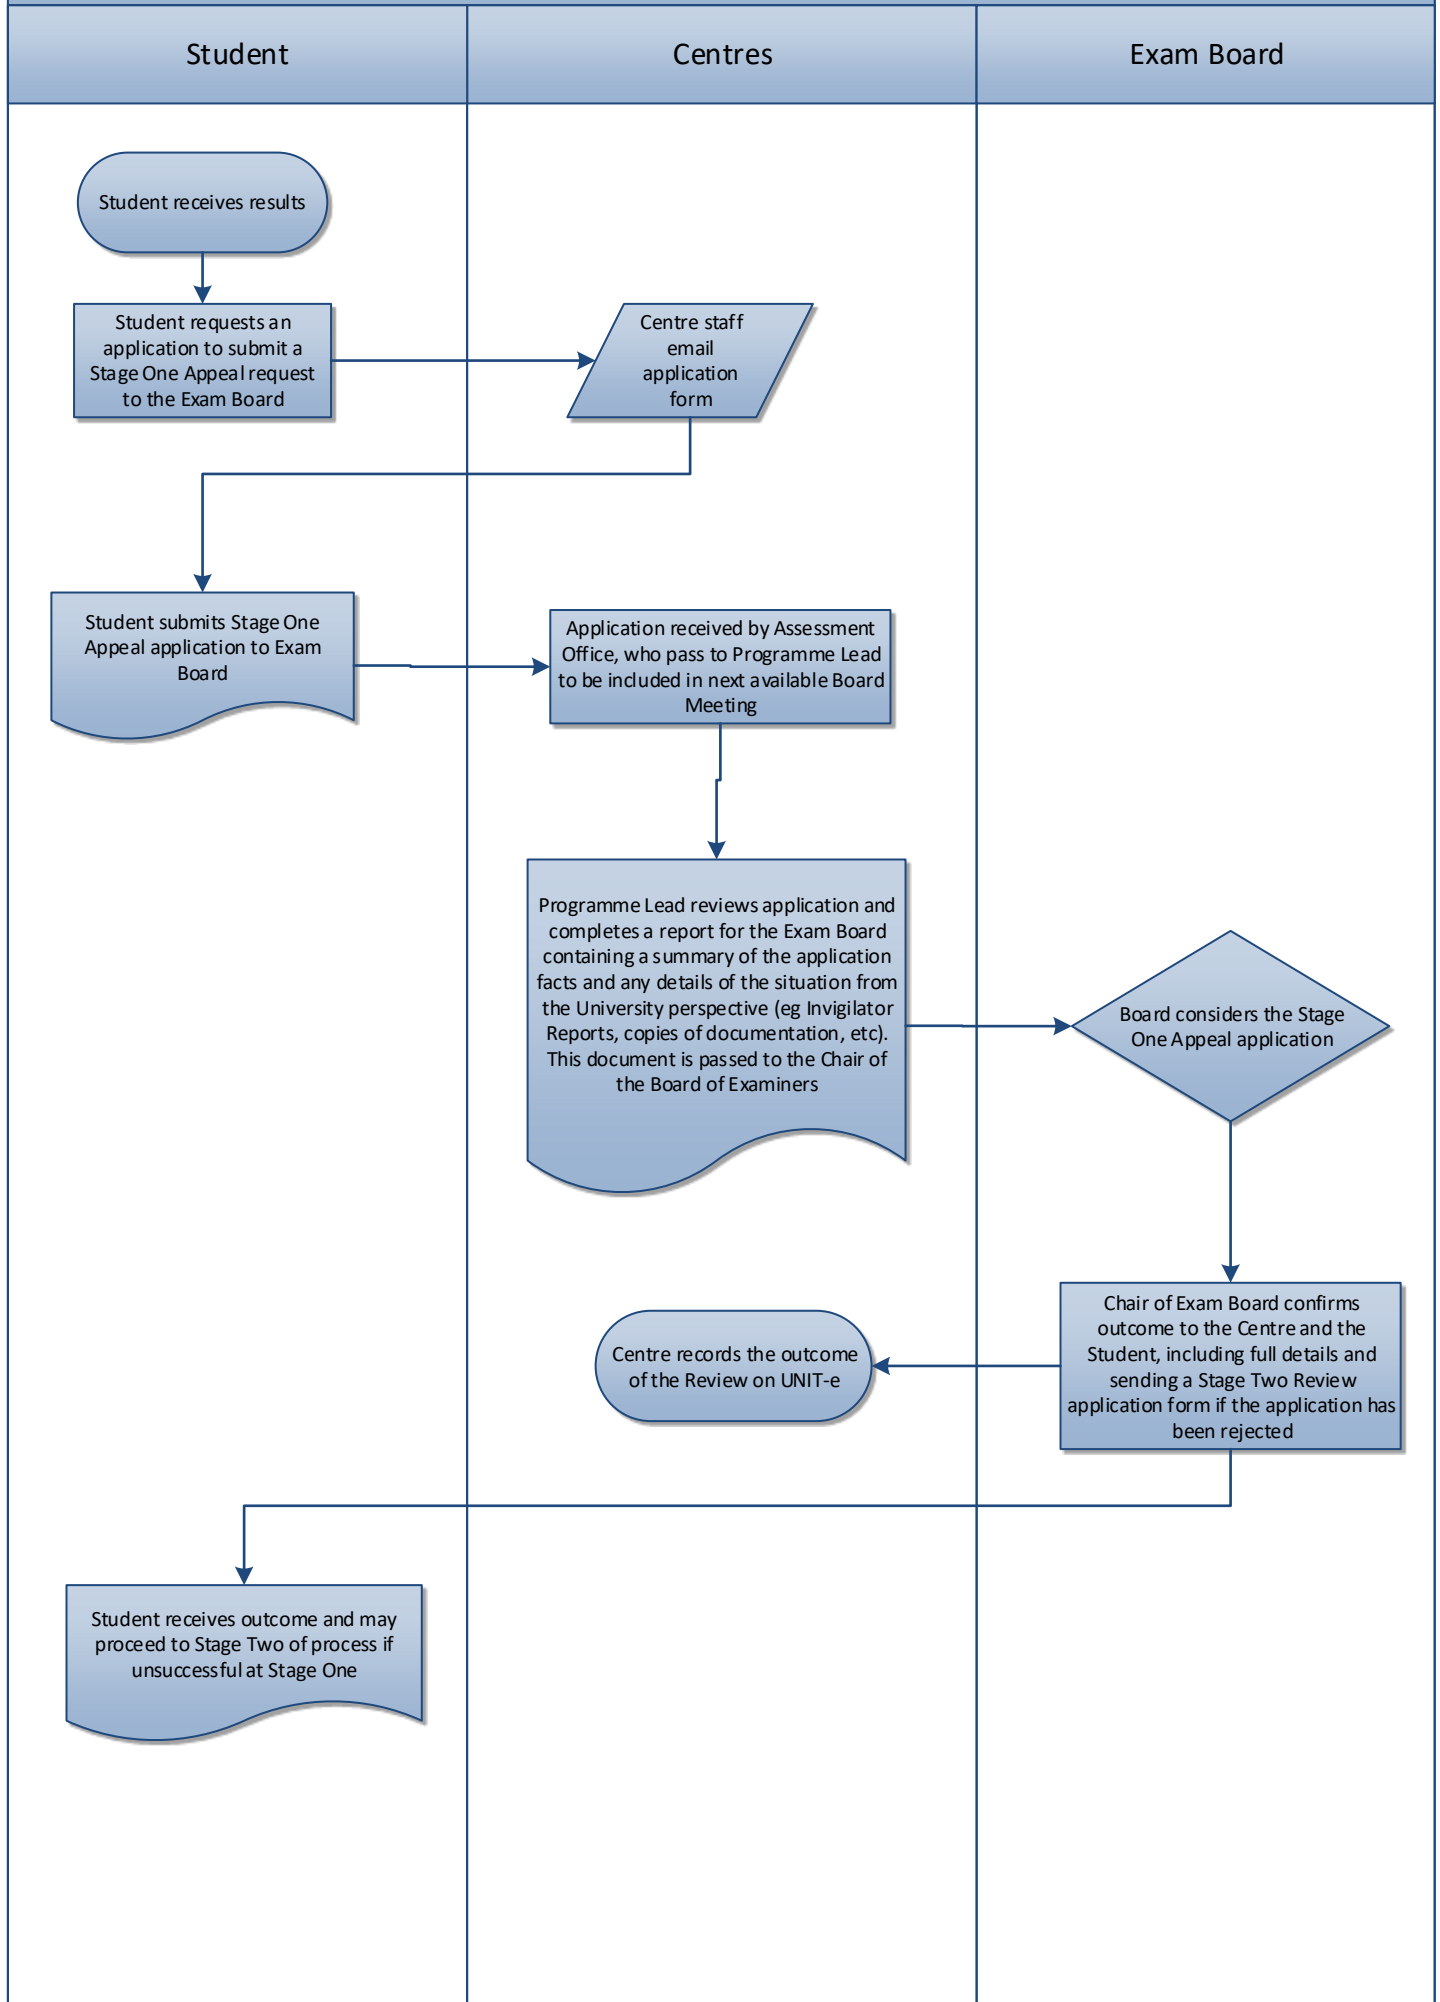 Student
Centres
Exam Board
Student receives results
Student requests an
application to submit a
Stage One Appeal request
to the Exam Board
Centre staff
email
application
form
Student submits Stage One
Appeal application to Exam
Board
Application received by Assessment
Office, who pass to Programme Lead
to be included in next available Board
Meeting
Programme Lead reviews application and
completes a report for the Exam Board
containing a summary of the application
facts and any details of the situation from
the University perspective (eg Invigilator
Reports, copies of documentation, etc).
This document is passed to the Chair of
the Board of Examiners
Board considers the Stage
One Appeal application
Chair of Exam Board confirms
outcome to the Centre and the
Student, including full details and
sending a Stage Two Review
application form if the application has
been rejected
Centre records the outcome
of the Review on UNIT-e
Student receives outcome and may
proceed to Stage Two of process if
unsuccessful at Stage One